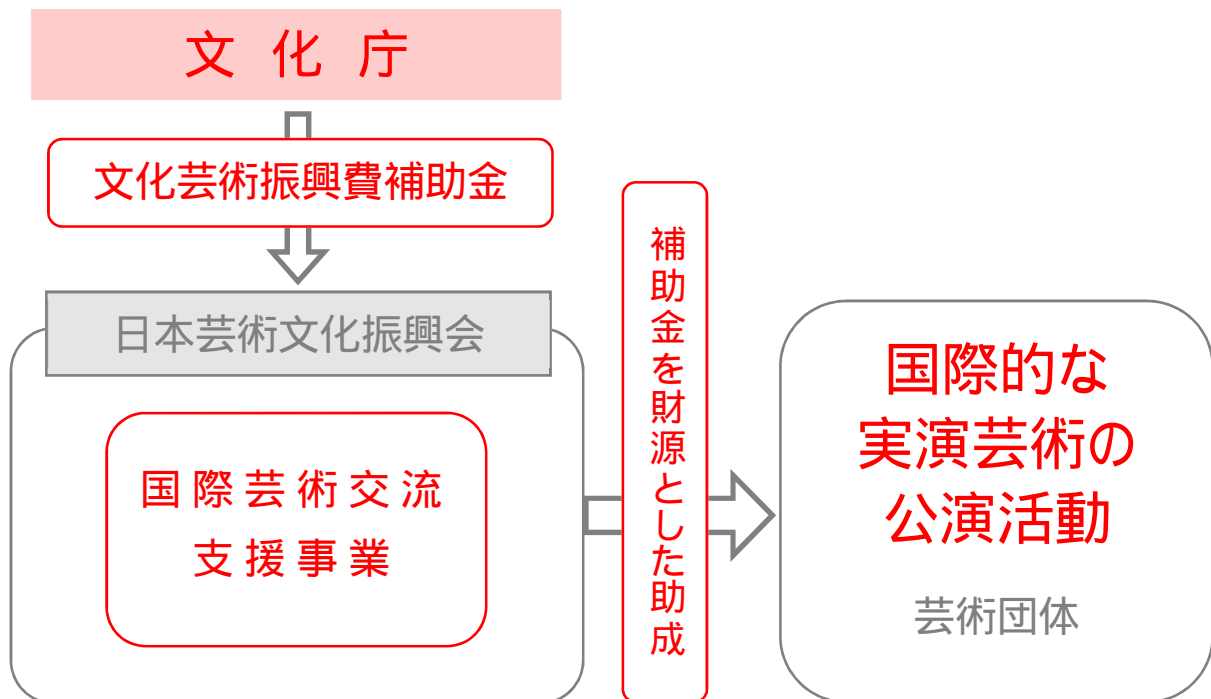 文化庁
文化芸術振興費補助金
日本芸術文化振興会
国際芸術交流
支援事業
補助金を財源とした助成
国際的な
実演芸術の
公演活動
芸術団体